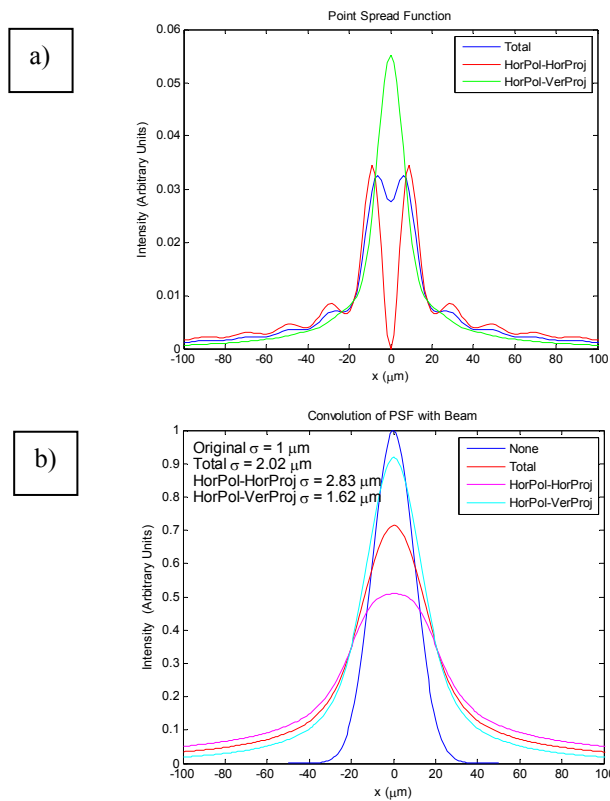 a)
Point Spread Function
0.06
0.05
0.04
0.03
0.02
0.01
0
Intensity (Arbitrary Units)
Total
HorPol-HorProj
HorPol-VerProj
-100 -80 -60 -40 -20 0 20 40 60 80 100
x (μm)
b)
Convolution of PSF with Beam
1
0.9
0.8
0.7
0.6
0.5
0.4
0.3
0.2
0.1
0
Intensity (Arbitrary Units)
Original σ = 1 μm
Total σ = 2.02 μm
HorPol-HorProj σ = 2.83 μm
HorPol-VerProj σ = 1.62 μm
None
Total
HorPol-HorProj
HorPol-VerProj
-100 -80 -60 -40 -20 0 20 40 60 80 100
x (μm)